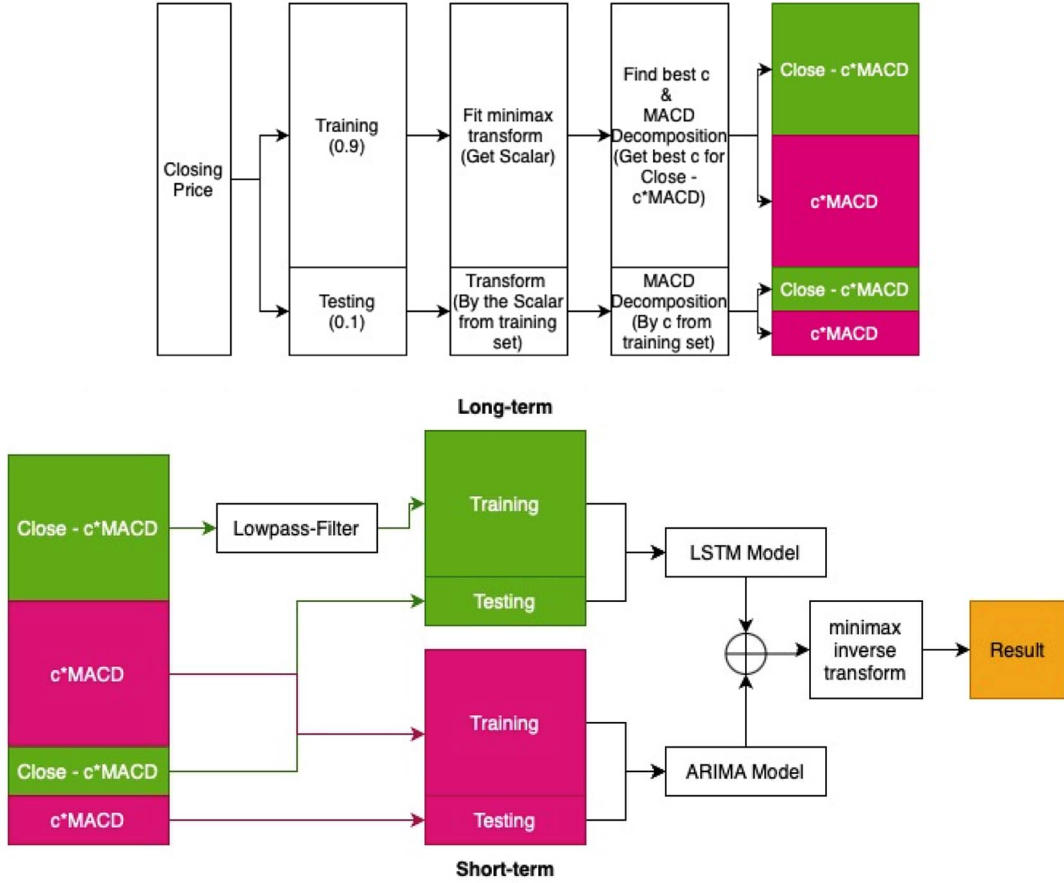 Closing
Price
Training
(0.9)
Testing
(0.1)
Fit minimax
transform
(Get Scalar)
Transform
(By the Scalar
from training
set)
Find best c
&
MACD
Decomposition
(Get best c for
Close -
c*MACD)
MACD
Decomposition
(By c from
training set)
Close - c*MACD
c*MACD
Close - c*MACD
c*MACD
Long-term
Close - c*MACD
c*MACD
Close - c*MACD
c*MACD
Lowpass-Filter
Training
Testing
Training
Testing
Short-term
LSTM Model
ARIMA Model
minimax
inverse
transform
Result